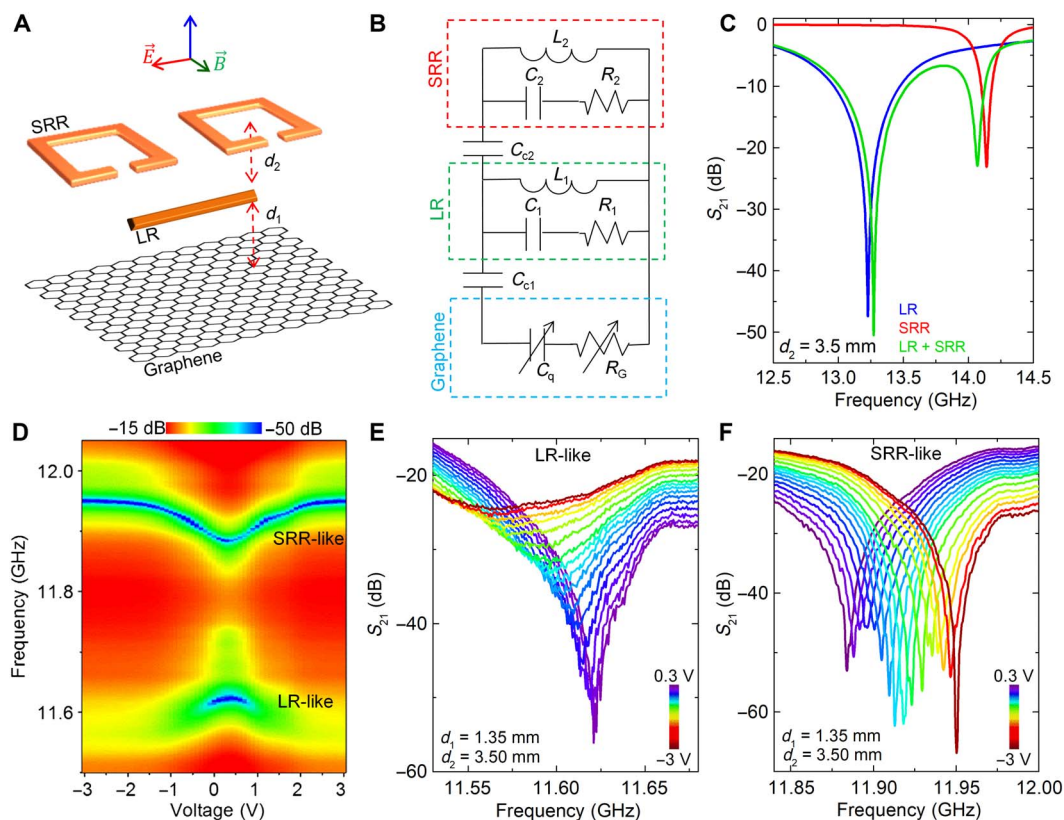 A
E
B
SRR
d2
d1
LR
Graphene
B
SRR
L2
C2
R2
Cc2
LR
L1
C1
R1
Cc1
Graphene
Cq
RG
C
S21 (dB)
0
−10
−20
−30
−40
−50
LR
SRR
LR + SRR
d2 = 3.5 mm
12.5 13.0 13.5 14.0 14.5
Frequency (GHz)
D
−15 dB −50 dB
Frequency (GHz)
12.0
11.8
11.6
SRR-like
LR-like
−3 −2 −1 0 1 2 3
Voltage (V)
E
LR-like
S21 (dB)
−20
−40
−60
0.3 V
−3 V
d1 = 1.35 mm
d2 = 3.50 mm
11.55 11.60 11.65
Frequency (GHz)
F
SRR-like
S21 (dB)
−20
−40
−60
0.3 V
−3 V
d1 = 1.35 mm
d2 = 3.50 mm
11.85 11.90 11.95 12.00
Frequency (GHz)